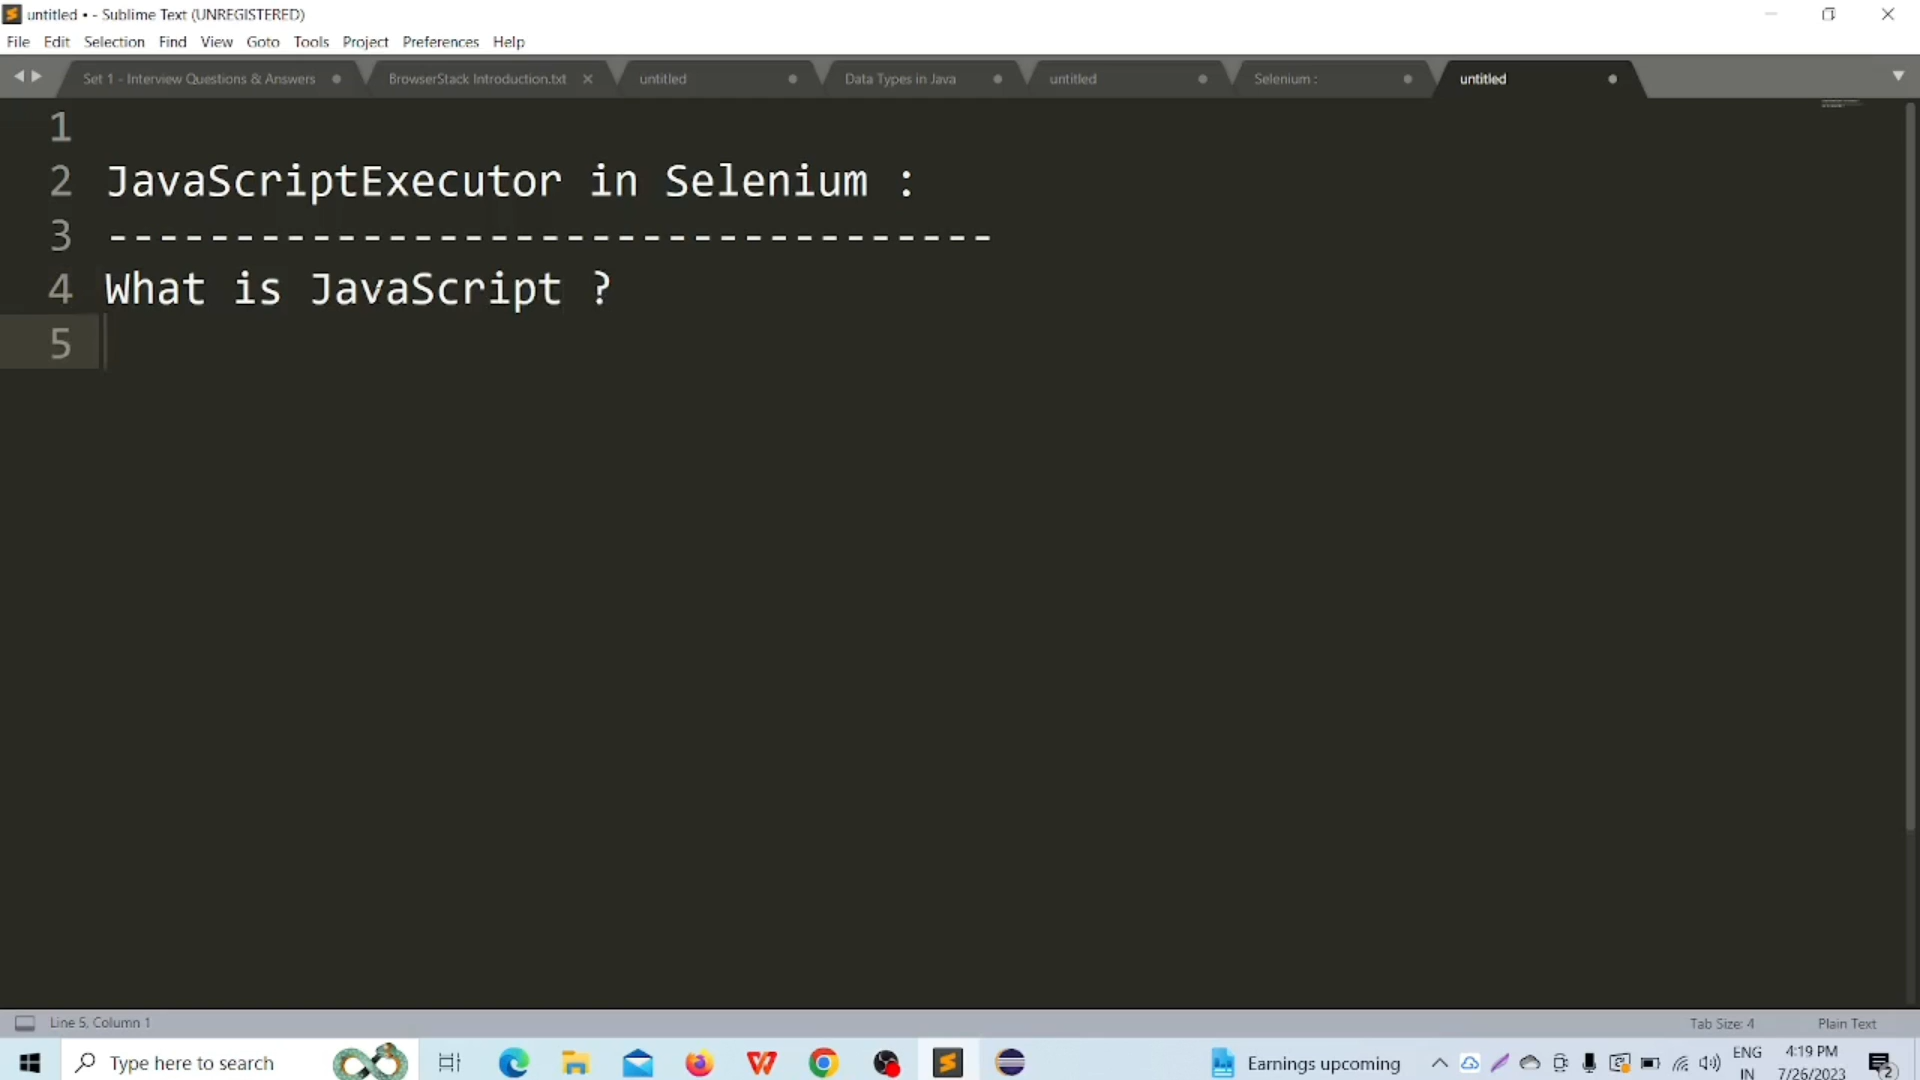 untitled • - Sublime Text (UNREGISTERED)
File Edit Selection Find View Goto Tools Project Preferences Help
Set 1 - Interview Questions & Answers BrowserStack Introduction.txt untitled Data Types in Java untitled Selenium : untitled
1
2 JavaScriptExecutor in Selenium :
3 -----------------------------------
4 What is JavaScript ?
5
Line 5, Column 1 Tab Size: 4 Plain Text
Type here to search Earnings upcoming ENG 4:19 PM
IN 7/26/2023 2